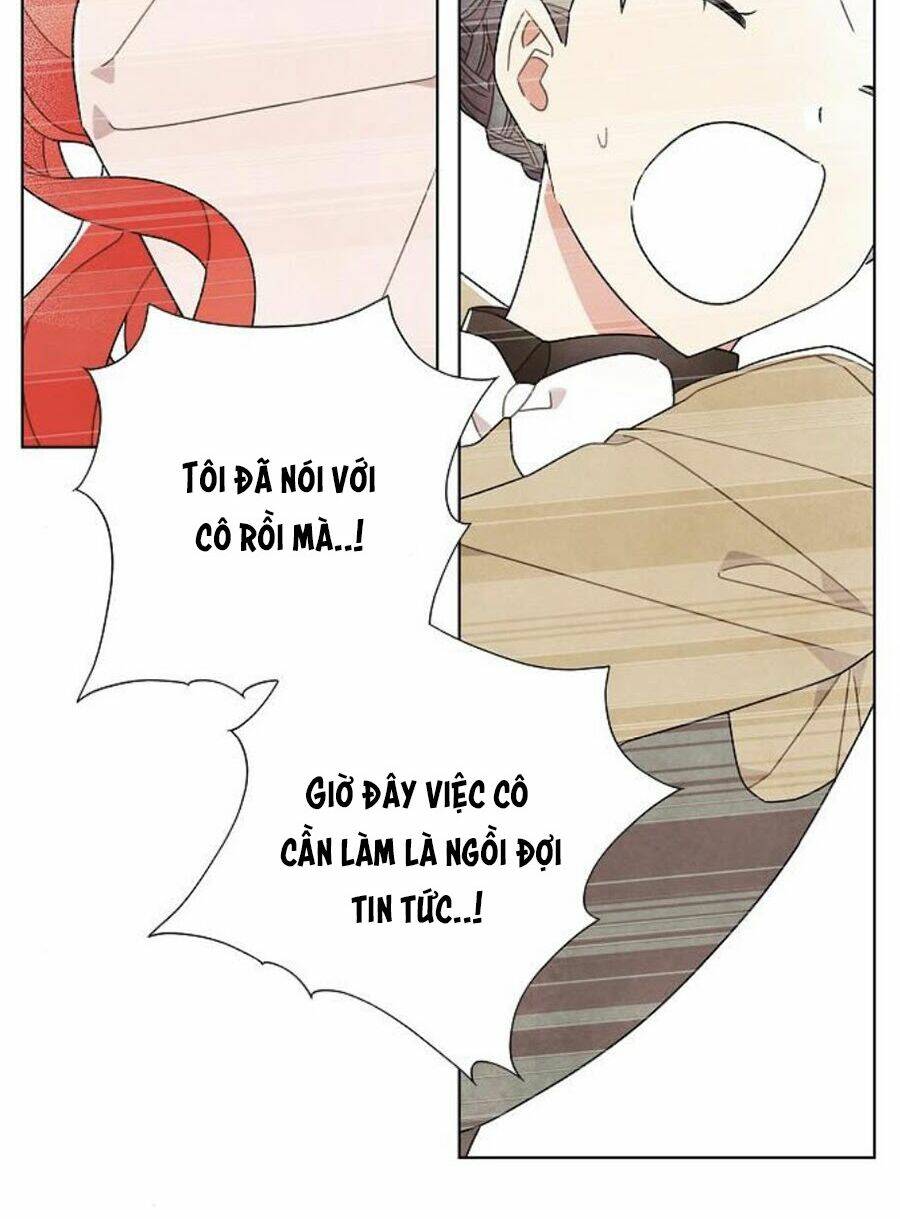 TÔI ĐÃ NÓI VỚI
CÔ RỒI MÀ..!
GIỜ ĐÂY VIỆC CÔ
CẦN LÀM LÀ NGỒI ĐỢI
TIN TỨC..!